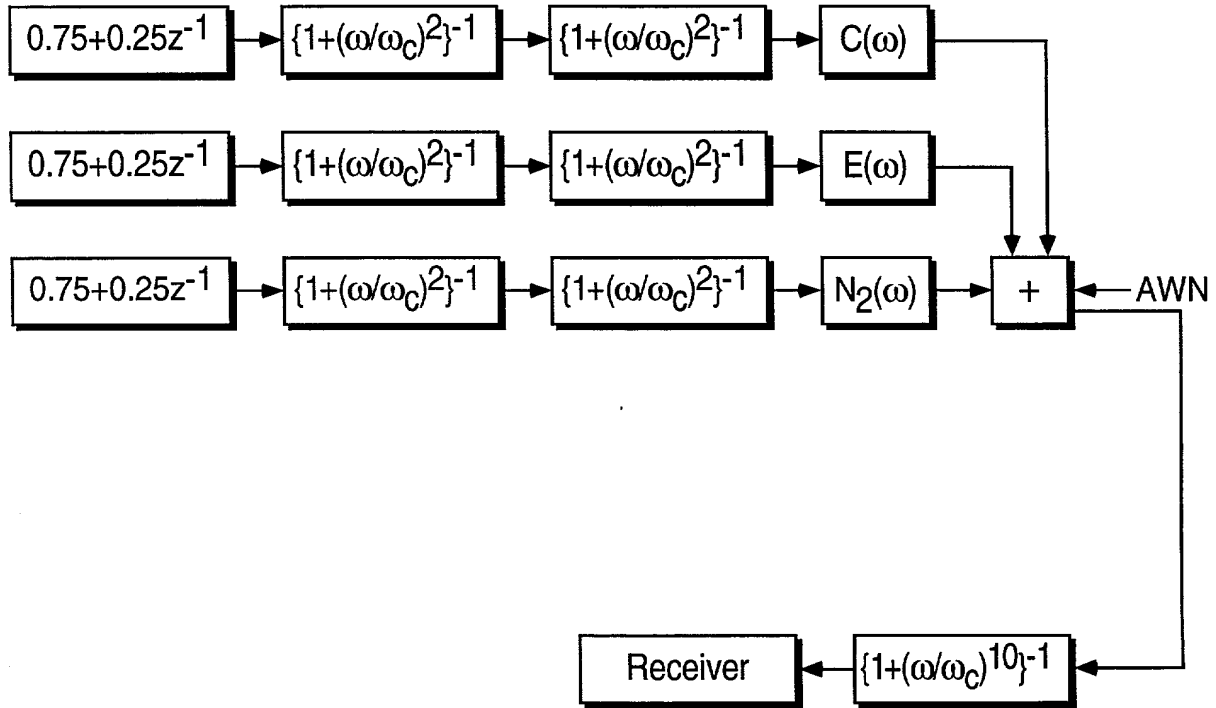 0.75+0.25z⁻¹ {1+(ω/ω_C)²}⁻¹ {1+(ω/ω_C)²}⁻¹ C(ω)
0.75+0.25z⁻¹ {1+(ω/ω_C)²}⁻¹ {1+(ω/ω_C)²}⁻¹ E(ω)
0.75+0.25z⁻¹ {1+(ω/ω_C)²}⁻¹ {1+(ω/ω_C)²}⁻¹ N₂(ω) + AWN
Receiver {1+(ω/ω_C)¹⁰}⁻¹